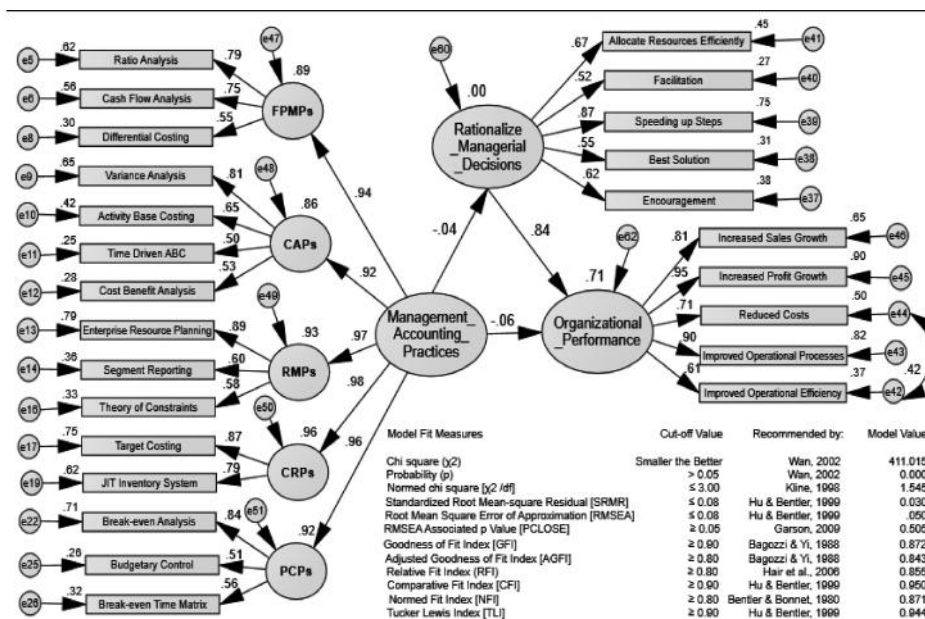 e5
.62
Ratio Analysis
.79
e47
.89
FPMPs
e6
.56
Cash Flow Analysis
.75
e8
.30
Differential Costing
.55
e9
.65
Variance Analysis
.81
e48
.86
CAPs
e10
.42
Activity Base Costing
.65
e11
.25
Time Driven ABC
.50
e12
.28
Cost Benefit Analysis
.53
e13
.79
Enterprise Resource Planning
.89
e49
.93
RMPs
e14
.36
Segment Reporting
.60
e16
.33
Theory of Constraints
.58
e17
.75
Target Costing
.87
e50
.96
CRPs
e19
.62
JIT Inventory System
.79
e22
.71
Break-even Analysis
.84
e51
.92
PCPs
e25
.26
Budgetary Control
.51
e26
.32
Break-even Time Matrix
.56
.94
.92
.97
.98
.96
Management_
Accounting_
Practices
-.04
-.06
.84
e60
.00
Rationalize
_Managerial
_Decisions
.67
Allocate Resources Efficiently
.45
e41
.52
Facilitation
.27
e40
.87
Speeding up Steps
.75
e39
.55
Best Solution
.31
e38
.62
Encouragement
.38
e37
e62
.71
Organizational
_Performance
.81
Increased Sales Growth
.65
e46
.95
Increased Profit Growth
.90
e45
.71
Reduced Costs
.50
e44
.90
Improved Operational Processes
.82
e43
.61
Improved Operational Efficiency
.37
e42
.42
Model Fit Measures Cut-off Value Recommended by: Model Value
Chi square (χ2) Smaller the Better Wan, 2002 411.015
Probability (p) > 0.05 Wan, 2002 0.000
Normed chi square [χ2 /df] ≤ 3.00 Kline, 1998 1.545
Standardized Root Mean-square Residual [SRMR] ≤ 0.08 Hu & Bentler, 1999 0.030
Root Mean Square Error of Approximation [RMSEA] ≤ 0.08 Hu & Bentler, 1999 .050
RMSEA Associated p Value [PCLOSE] ≥ 0.05 Garson, 2009 0.505
Goodness of Fit Index [GFI] ≥ 0.90 Bagozzi & Yi, 1988 0.872
Adjusted Goodness of Fit Index [AGFI] ≥ 0.80 Bagozzi & Yi, 1988 0.843
Relative Fit Index (RFI) ≥ 0.80 Hair et al., 2006 0.855
Comparative Fit Index [CFI] ≥ 0.90 Hu & Bentler, 1999 0.950
Normed Fit Index [NFI] ≥ 0.80 Bentler & Bonnet, 1980 0.871
Tucker Lewis Index [TLI] ≥ 0.90 Hu & Bentler, 1999 0.944